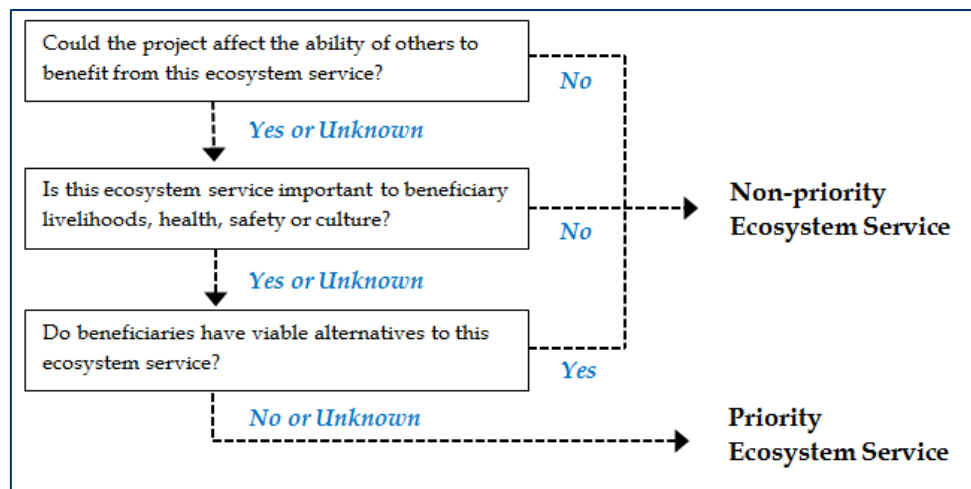 Could the project affect the ability of others to
benefit from this ecosystem service?
No
Yes or Unknown
Is this ecosystem service important to beneficiary
livelihoods, health, safety or culture?
No
Non-priority
Ecosystem Service
Yes or Unknown
Do beneficiaries have viable alternatives to this
ecosystem service?
Yes
No or Unknown
Priority
Ecosystem Service